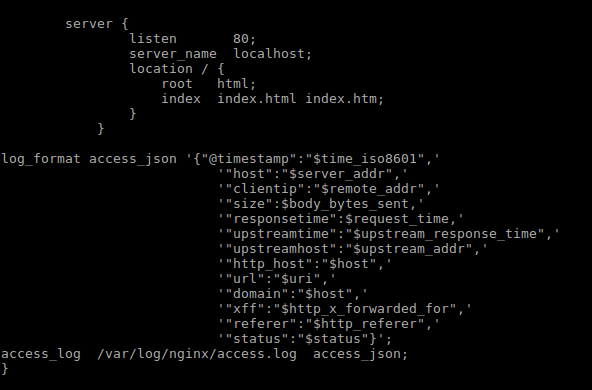 server {
listen 80;
server_name localhost;
location / {
root html;
index index.html index.htm;
}
}
log_format access_json '{"@timestamp":"$time_iso8601",'
'"host":"$server_addr",'
'"clientip":"$remote_addr",'
'"size":$body_bytes_sent,'
'"responsetime":$request_time,'
'"upstreamtime":"$upstream_response_time",'
'"upstreamhost":"$upstream_addr",'
'"http_host":"$host",'
'"url":"$uri",'
'"domain":"$host",'
'"xff":"$http_x_forwarded_for",'
'"referer":"$http_referer",'
'"status":"$status"}';
access_log /var/log/nginx/access.log access_json;
}